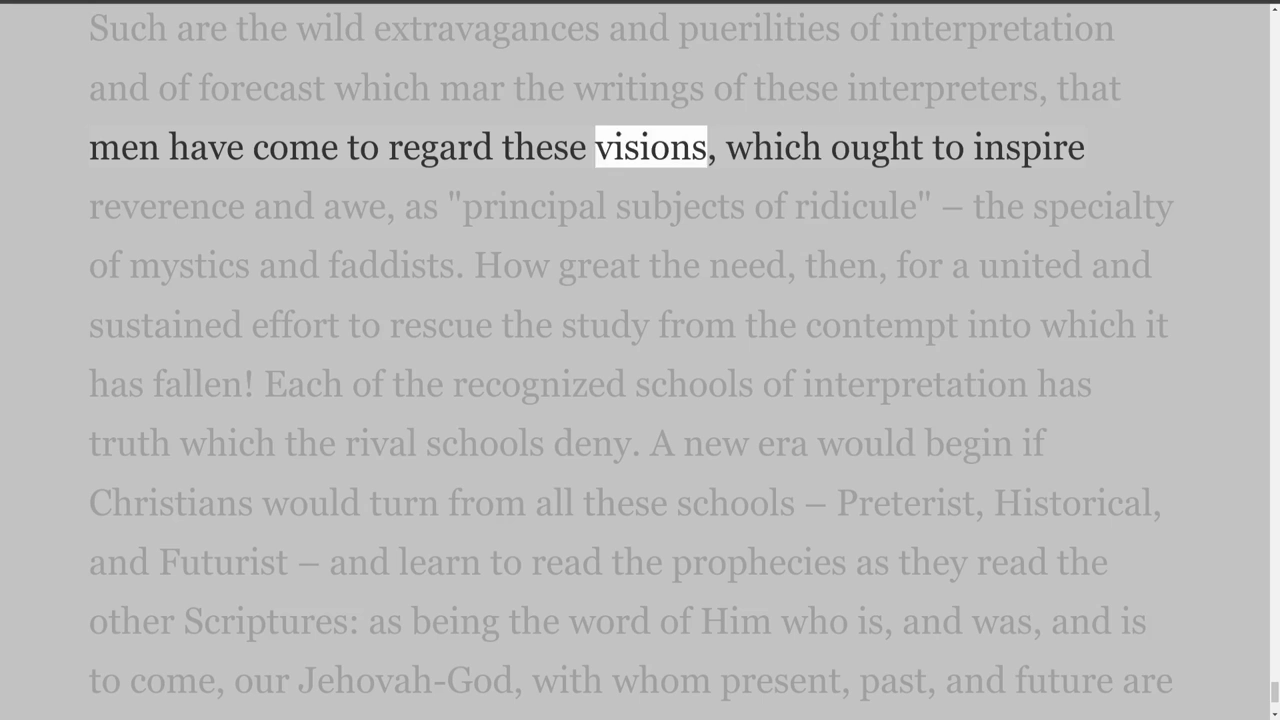 Such are the wild extravagances and puerilities of interpretation
and of forecast which mar the writings of these interpreters, that
men have come to regard these visions, which ought to inspire
reverence and awe, as "principal subjects of ridicule" – the specialty
of mystics and faddists. How great the need, then, for a united and
sustained effort to rescue the study from the contempt into which it
has fallen! Each of the recognized schools of interpretation has
truth which the rival schools deny. A new era would begin if
Christians would turn from all these schools – Preterist, Historical,
and Futurist – and learn to read the prophecies as they read the
other Scriptures: as being the word of Him who is, and was, and is
to come, our Jehovah-God, with whom present, past, and future are